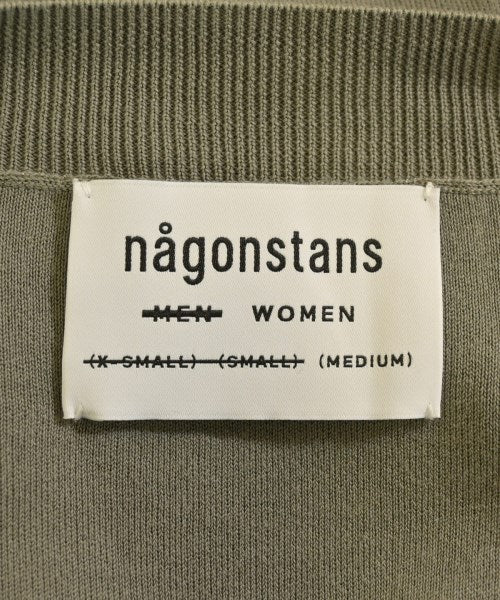 någonstans
MEN WOMEN
(X-SMALL) (SMALL) (MEDIUM)